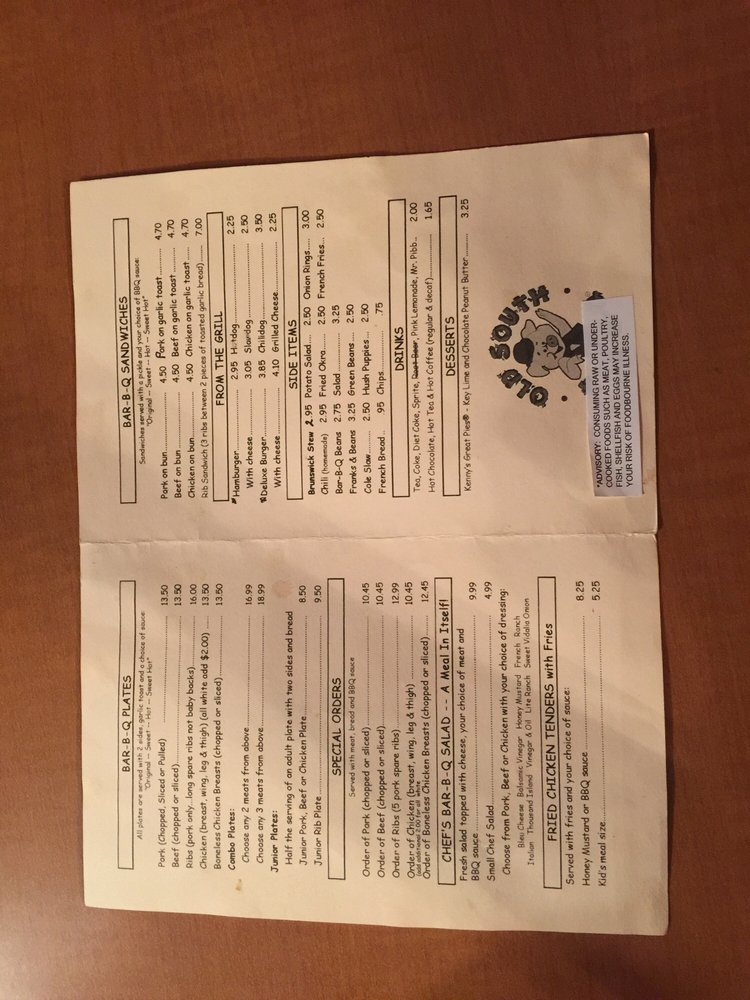 BAR-B-Q PLATES
All plates are served with 2 sides, garlic toast and a choice of sauce:
"Original – Sweet – Hot – Sweet Hot"
Pork (Chopped, Sliced or Pulled) 13.50
Beef (chopped or sliced) 13.50
Ribs (pork only...long spare ribs not baby backs) 16.00
Chicken (breast, wing, leg & thigh) (all white add $2.00) 13.50
Boneless Chicken Breasts (chopped or sliced) 13.50
Combo Plates:
Choose any 2 meats from above 16.99
Choose any 3 meats from above 18.99
Junior Plates:
Half the serving of an adult plate with two sides and bread
Junior Pork, Beef or Chicken Plate 8.50
Junior Rib Plate 9.50
SPECIAL ORDERS
Served with meat, bread and BBQ sauce
Order of Pork (chopped or sliced) 10.45
Order of Beef (chopped or sliced) 10.45
Order of Ribs (5 pork spare ribs) 12.99
Order of Chicken (breast, wing, leg & thigh) 10.45
Order of Boneless Chicken Breasts (chopped or sliced) 12.45
CHEF'S BAR-B-Q SALAD -- A Meal In Itself!
Fresh salad topped with cheese, your choice of meat and
BBQ sauce 9.99
Small Chef Salad 4.99
Choose from Pork, Beef or Chicken with your choice of dressing:
Bleu Cheese Balsamic Vinegar Honey Mustard French Ranch
Italian Thousand Island Vinegar & Oil Lite Ranch Sweet Vidalia Onion
FRIED CHICKEN TENDERS with Fries
Served with fries and your choice of sauce:
Honey Mustard or BBQ sauce 8.25
Kid's meal size 5.25
BAR-B-Q SANDWICHES
Sandwiches served with a pickle and your choice of BBQ sauce:
"Original – Sweet – Hot – Sweet Hot"
Pork on bun 4.50 Pork on garlic toast 4.70
Beef on bun 4.50 Beef on garlic toast 4.70
Chicken on bun 4.50 Chicken on garlic toast 4.70
Rib Sandwich (3 ribs between 2 pieces of toasted garlic bread) 7.00
FROM THE GRILL
*Hamburger 2.95 Hotdog 2.25
With cheese 3.05 Slawdog 2.50
*Deluxe Burger 3.85 Chilidog 3.50
With cheese 4.10 Grilled Cheese 2.25
SIDE ITEMS
Brunswick Stew 2.95 Potato Salad 2.50 Onion Rings 3.00
Chili (homemade) 2.95 Fried Okra 2.50 French Fries 2.50
Bar-B-Q Beans 2.75 Salad 3.25
Franks & Beans 3.25 Green Beans 2.50
Cole Slaw 2.50 Hush Puppies 2.50
French Bread .95 Chips .75
DRINKS
Tea, Coke, Diet Coke, Sprite, Root Beer, Pink Lemonade, Mr. Pibb 2.00
Hot Chocolate, Hot Tea & Hot Coffee (regular & decaf) 1.65
DESSERTS
Kenny's Great Pies® - Key Lime and Chocolate Peanut Butter 3.25
OLD SOUTH
*ADVISORY: CONSUMING RAW OR UNDER-
COOKED FOODS SUCH AS MEAT, POULTRY,
FISH, SHELLFISH AND EGGS MAY INCREASE
YOUR RISK OF FOODBOURNE ILLNESS.